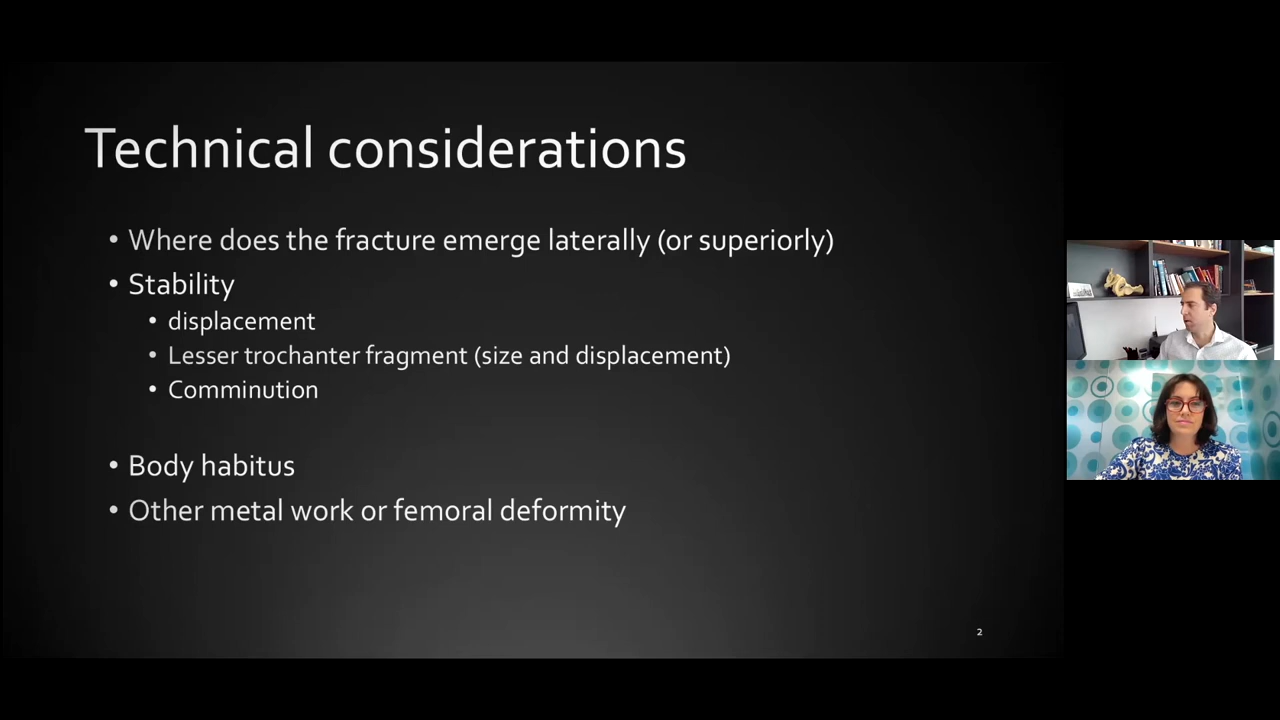 Technical considerations
• Where does the fracture emerge laterally (or superiorly)
• Stability
• displacement
• Lesser trochanter fragment (size and displacement)
• Comminution
• Body habitus
• Other metal work or femoral deformity
2